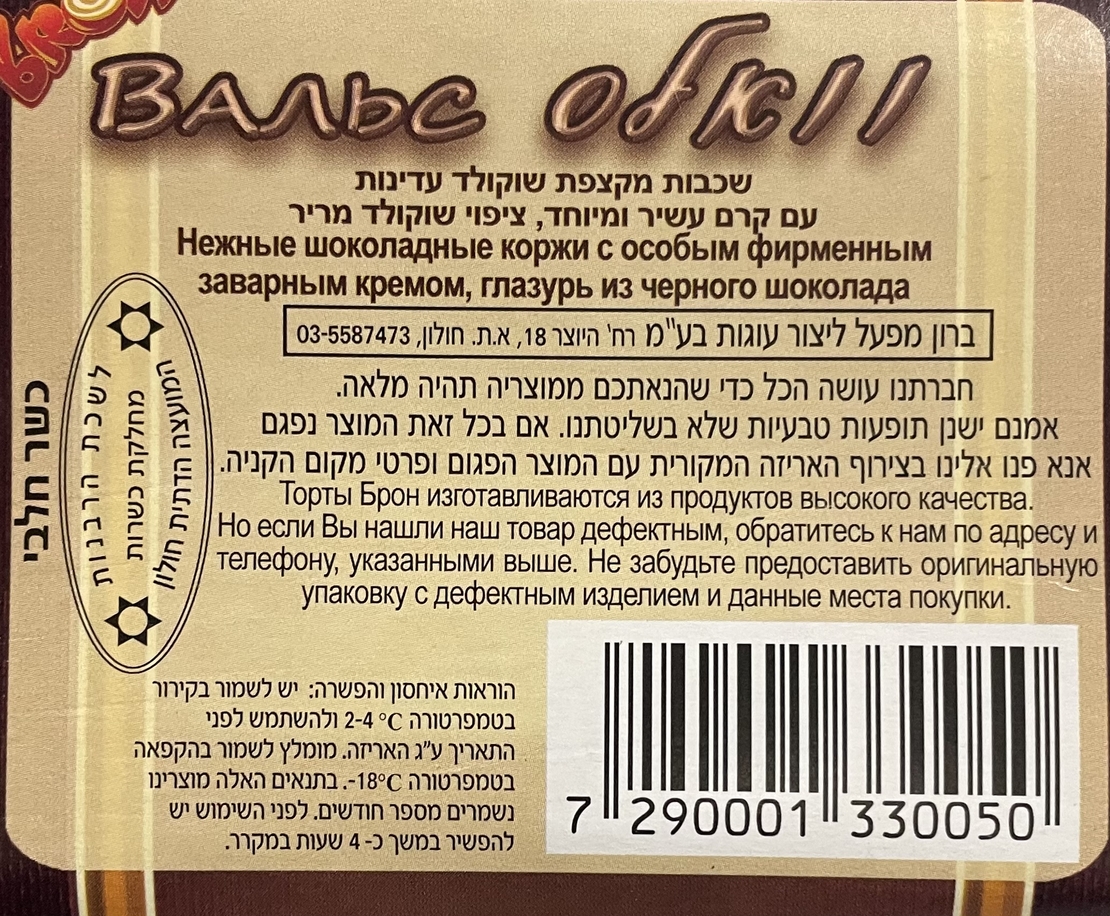 BRON
Вальс וואלס
שכבות מקצפת שוקולד עדינות
עם קרם עשיר ומיוחד, ציפוי שוקולד מריר
Нежные шоколадные коржи с особым фирменным
заварным кремом, глазурь из черного шоколада
ברון מפעל ליצור עוגות בע"מ רח' היוצר 18, א.ת. חולון, 03-5587473
חברתנו עושה הכל כדי שהנאתכם ממוצריה תהיה מלאה.
אמנם ישנן תופעות טבעיות שלא בשליטתנו. אם בכל זאת המוצר נפגם
אנא פנו אלינו בצירוף האריזה המקורית עם המוצר הפגום ופרטי מקום הקניה.
Торты Брон изготавливаются из продуктов высокого качества.
Но если Вы нашли наш товар дефектным, обратитесь к нам по адресу и
телефону, указанными выше. Не забудьте предоставить оригинальную
упаковку с дефектным изделием и данные места покупки.
כשר חלבי
לשכת הרבנות
מחלקת כשרות
המועצה הדתית חולון
הוראות איחסון והפשרה: יש לשמור בקירור
בטמפרטורה 2-4 °C ולהשתמש לפני
התאריך ע"ג האריזה. מומלץ לשמור בהקפאה
בטמפרטורה 18°C-. בתנאים האלה מוצרינו
נשמרים מספר חודשים. לפני השימוש יש
להפשיר במשך כ- 4 שעות במקרר.
7 290001 330050